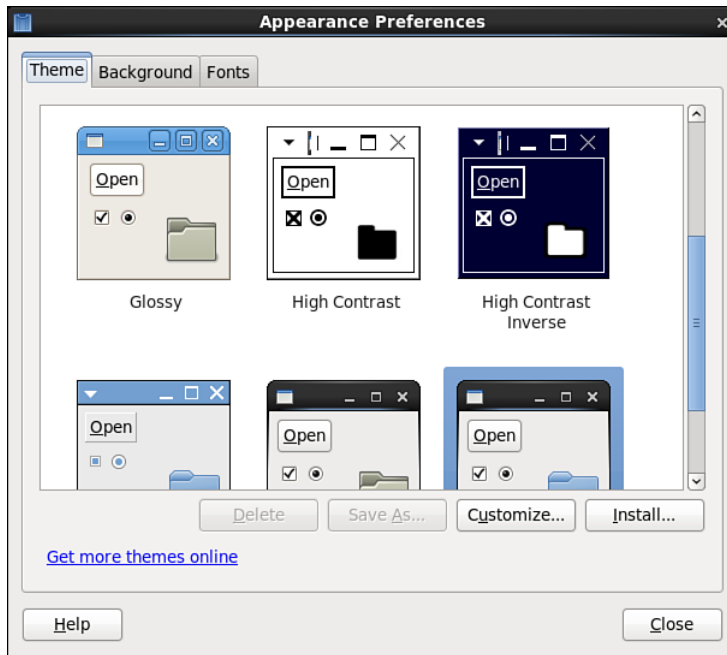 Appearance Preferences
Theme Background Fonts
Open Open Open
Glossy High Contrast High Contrast
Inverse
Open Open Open
Delete Save As... Customize... Install...
Get more themes online
Help Close